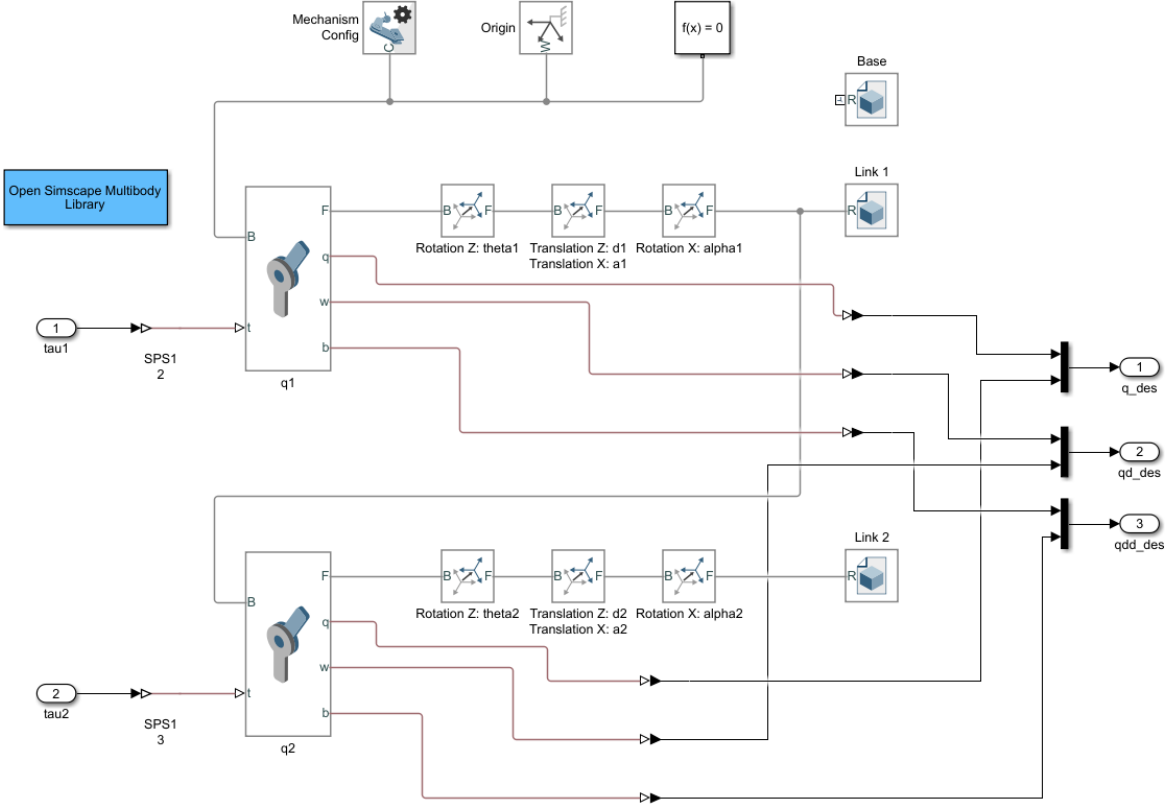 Mechanism
Config
C
Origin
W
f(x) = 0
Base
R
Open Simscape Multibody
Library
Link 1
R
B
F
q
w
t
b
q1
B
F
Rotation Z: theta1
B
F
Translation Z: d1
Translation X: a1
B
F
Rotation X: alpha1
1
tau1
SPS1
2
1
q_des
2
qd_des
3
qdd_des
Link 2
R
B
F
q
w
t
b
q2
B
F
Rotation Z: theta2
B
F
Translation Z: d2
Translation X: a2
B
F
Rotation X: alpha2
2
tau2
SPS1
3